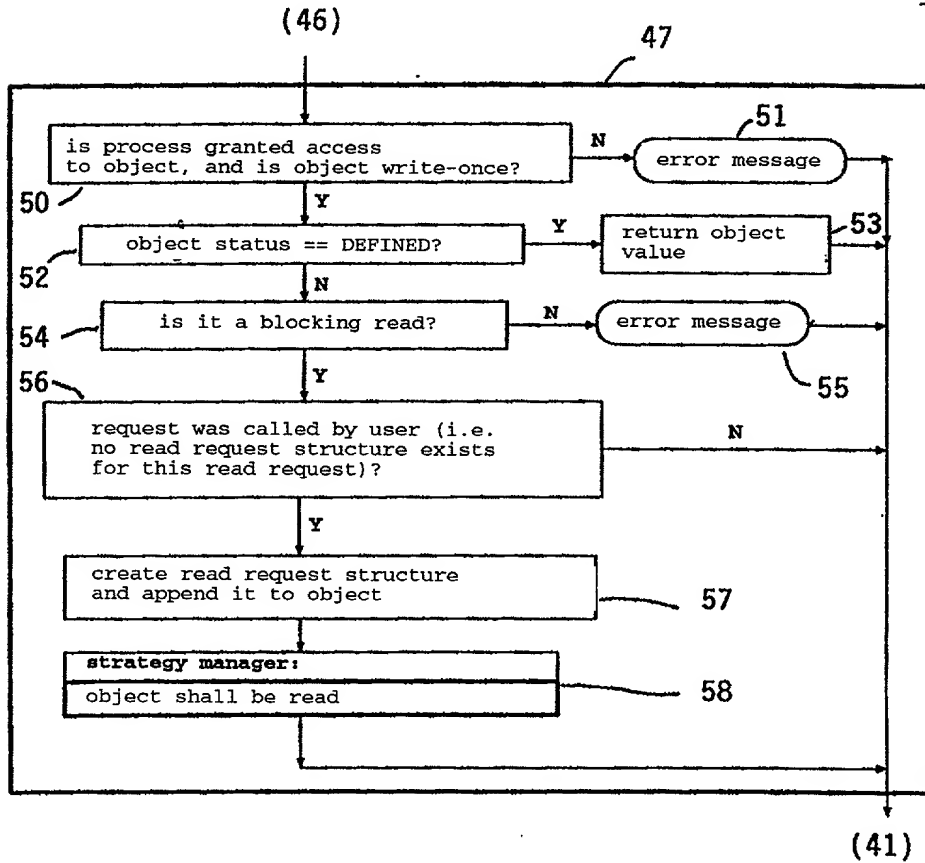 (46)
47
is process granted access
to object, and is object write-once?
N
51
error message
50
Y
object status == DEFINED?
Y
return object
value
53
52
N
is it a blocking read?
N
error message
54
55
Y
56
request was called by user (i.e.
no read request structure exists
for this read request)?
N
Y
create read request structure
and append it to object
57
strategy manager:
object shall be read
58
(41)